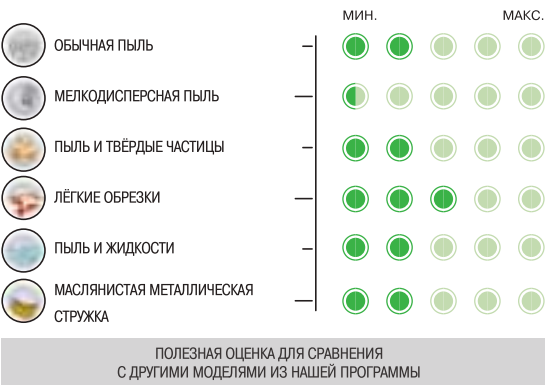 МИН. МАКС.
ОБЫЧНАЯ ПЫЛЬ
МЕЛКОДИСПЕРСНАЯ ПЫЛЬ
ПЫЛЬ И ТВЁРДЫЕ ЧАСТИЦЫ
ЛЁГКИЕ ОБРЕЗКИ
ПЫЛЬ И ЖИДКОСТИ
МАСЛЯНИСТАЯ МЕТАЛЛИЧЕСКАЯ
СТРУЖКА
ПОЛЕЗНАЯ ОЦЕНКА ДЛЯ СРАВНЕНИЯ
С ДРУГИМИ МОДЕЛЯМИ ИЗ НАШЕЙ ПРОГРАММЫ